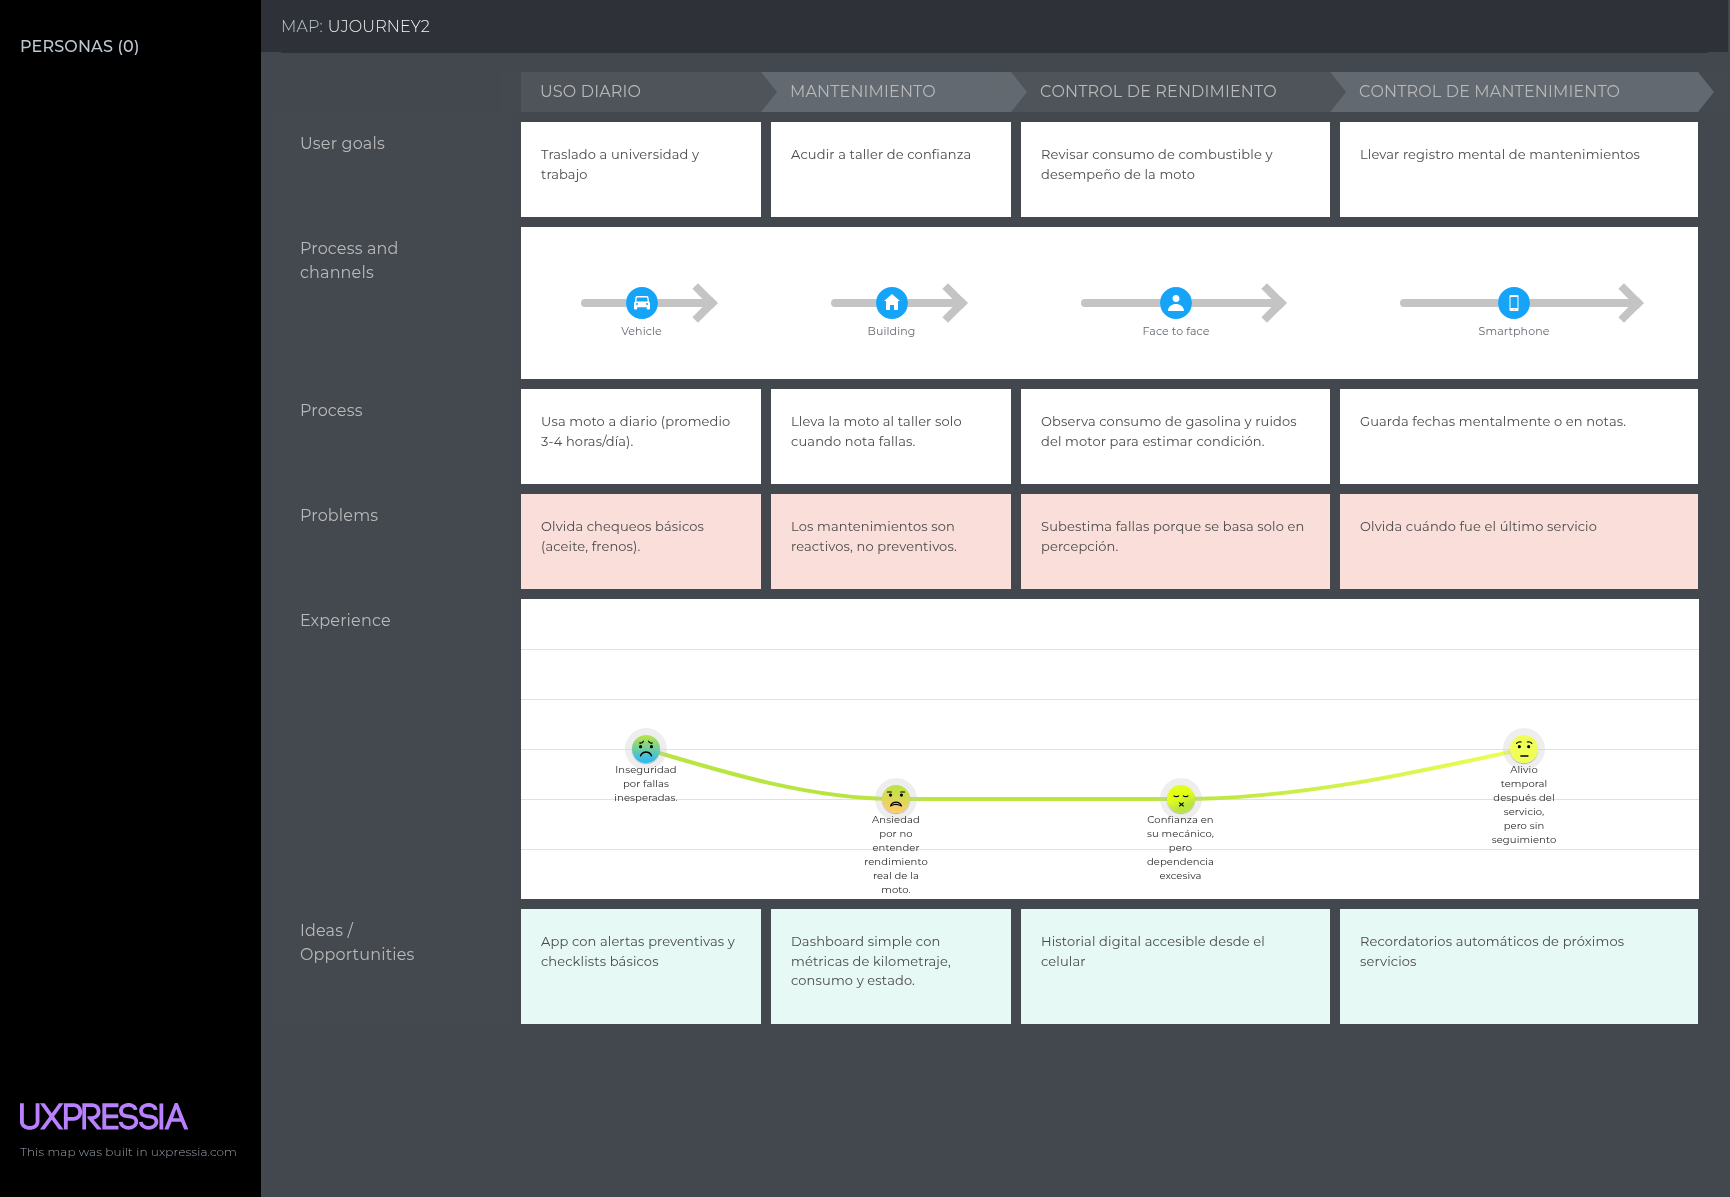 PERSONAS (0)
MAP: UJOURNEY2
USO DIARIO
MANTENIMIENTO
CONTROL DE RENDIMIENTO
CONTROL DE MANTENIMIENTO
User goals
Traslado a universidad y
trabajo
Acudir a taller de confianza
Revisar consumo de combustible y
desempeño de la moto
Llevar registro mental de mantenimientos
Process and
channels
Vehicle
Building
Face to face
Smartphone
Process
Usa moto a diario (promedio
3-4 horas/día).
Lleva la moto al taller solo
cuando nota fallas.
Observa consumo de gasolina y ruidos
del motor para estimar condición.
Guarda fechas mentalmente o en notas.
Problems
Olvida chequeos básicos
(aceite, frenos).
Los mantenimientos son
reactivos, no preventivos.
Subestima fallas porque se basa solo en
percepción.
Olvida cuándo fue el último servicio
Experience
Inseguridad
por fallas
inesperadas.
Ansiedad
por no
entender
rendimiento
real de la
moto.
Confianza en
su mecánico,
pero
dependencia
excesiva
Alivio
temporal
después del
servicio,
pero sin
seguimiento
Ideas /
Opportunities
App con alertas preventivas y
checklists básicos
Dashboard simple con
métricas de kilometraje,
consumo y estado.
Historial digital accesible desde el
celular
Recordatorios automáticos de próximos
servicios
UXPRESSIA
This map was built in uxpressia.com